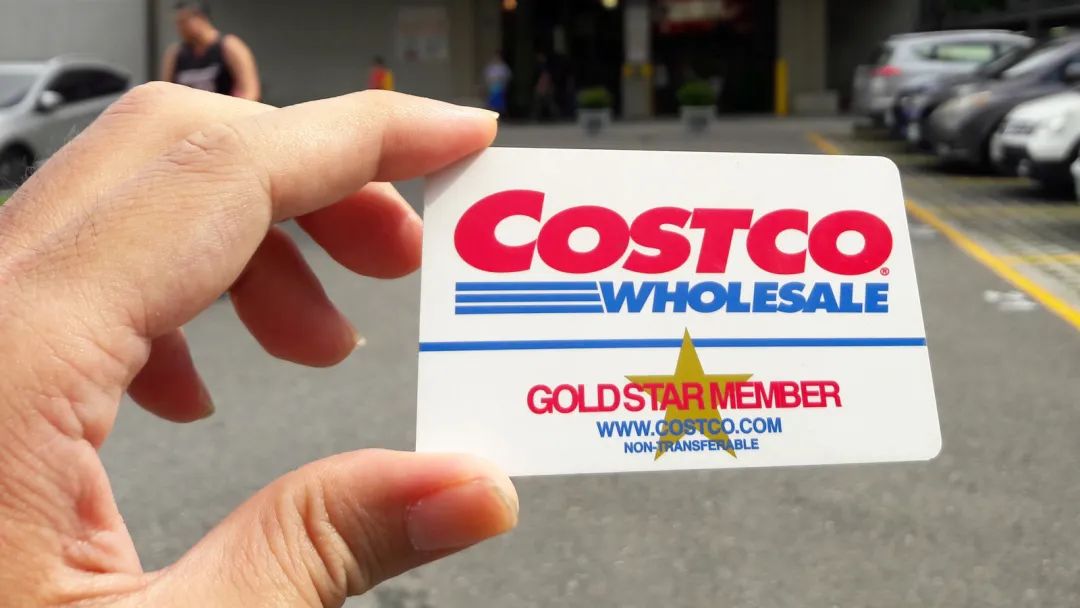 COSTCO®
WHOLESALE
GOLD STAR MEMBER
WWW.COSTCO.COM
NON-TRANSFERABLE